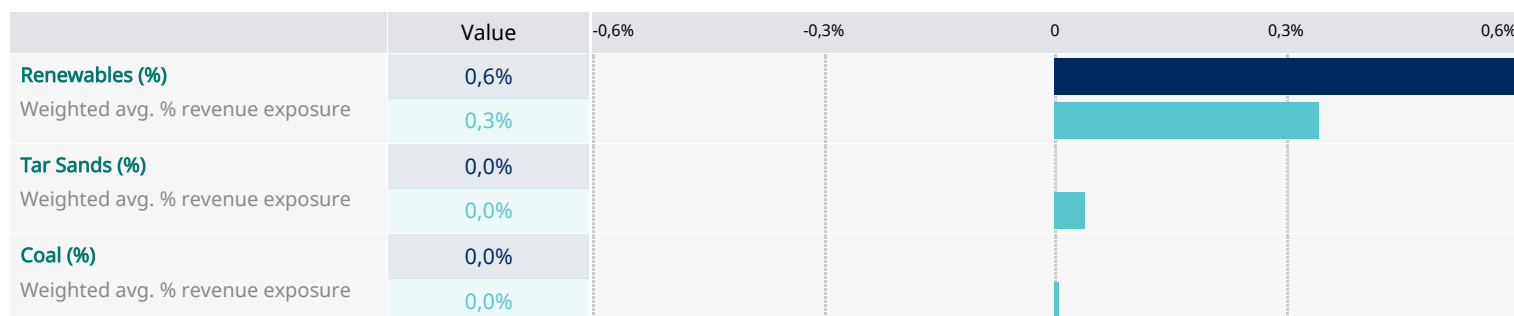 Value -0,6% -0,3% 0 0,3% 0,6%
Renewables (%) 0,6%
Weighted avg. % revenue exposure 0,3%
Tar Sands (%) 0,0%
Weighted avg. % revenue exposure 0,0%
Coal (%) 0,0%
Weighted avg. % revenue exposure 0,0%